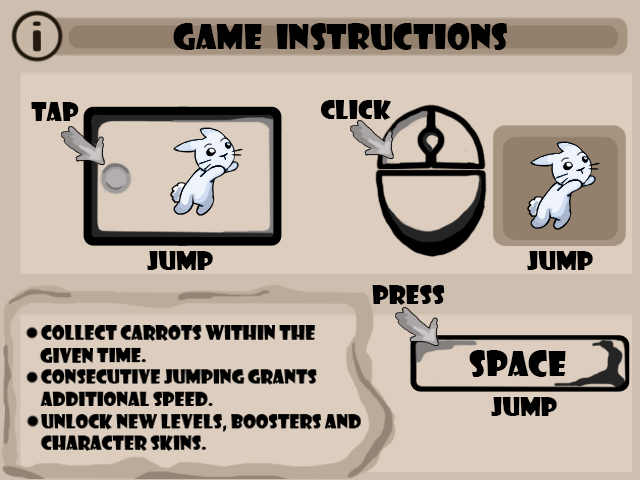 GAME INSTRUCTIONS
TAP
CLICK
JUMP
JUMP
PRESS
SPACE
JUMP
COLLECT CARROTS WITHIN THE
GIVEN TIME.
CONSECUTIVE JUMPING GRANTS
ADDITIONAL SPEED.
UNLOCK NEW LEVELS, BOOSTERS AND
CHARACTER SKINS.